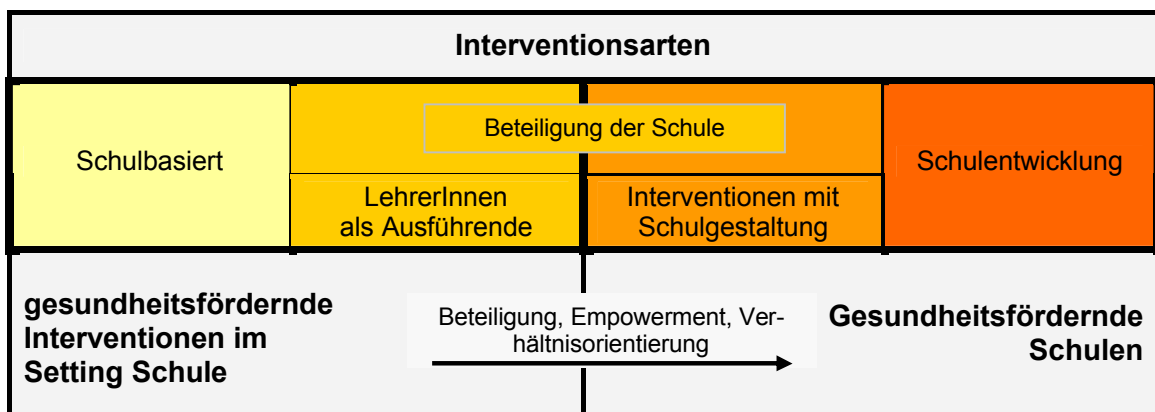 Interventionsarten
Schulbasiert
Beteiligung der Schule
LehrerInnen
als Ausführende
Interventionen mit
Schulgestaltung
Schulentwicklung
gesundheitsfördernde
Interventionen im
Setting Schule
Beteiligung, Empowerment, Ver-
hältnisorientierung
Gesundheitsfördernde
Schulen